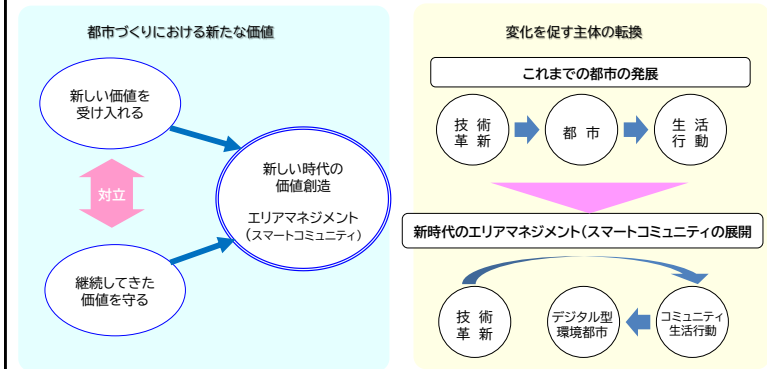 都市づくりにおける新たな価値
新しい価値を
受け入れる
対立
継続してきた
価値を守る
新しい時代の
価値創造
エリアマネジメント
(スマートコミュニティ)
変化を促す主体の転換
これまでの都市の発展
技 術
革 新
都 市
生 活
行 動
新時代のエリアマネジメント(スマートコミュニティの展開
技 術
革 新
デジタル型
環境都市
コミュニティ
生活行動